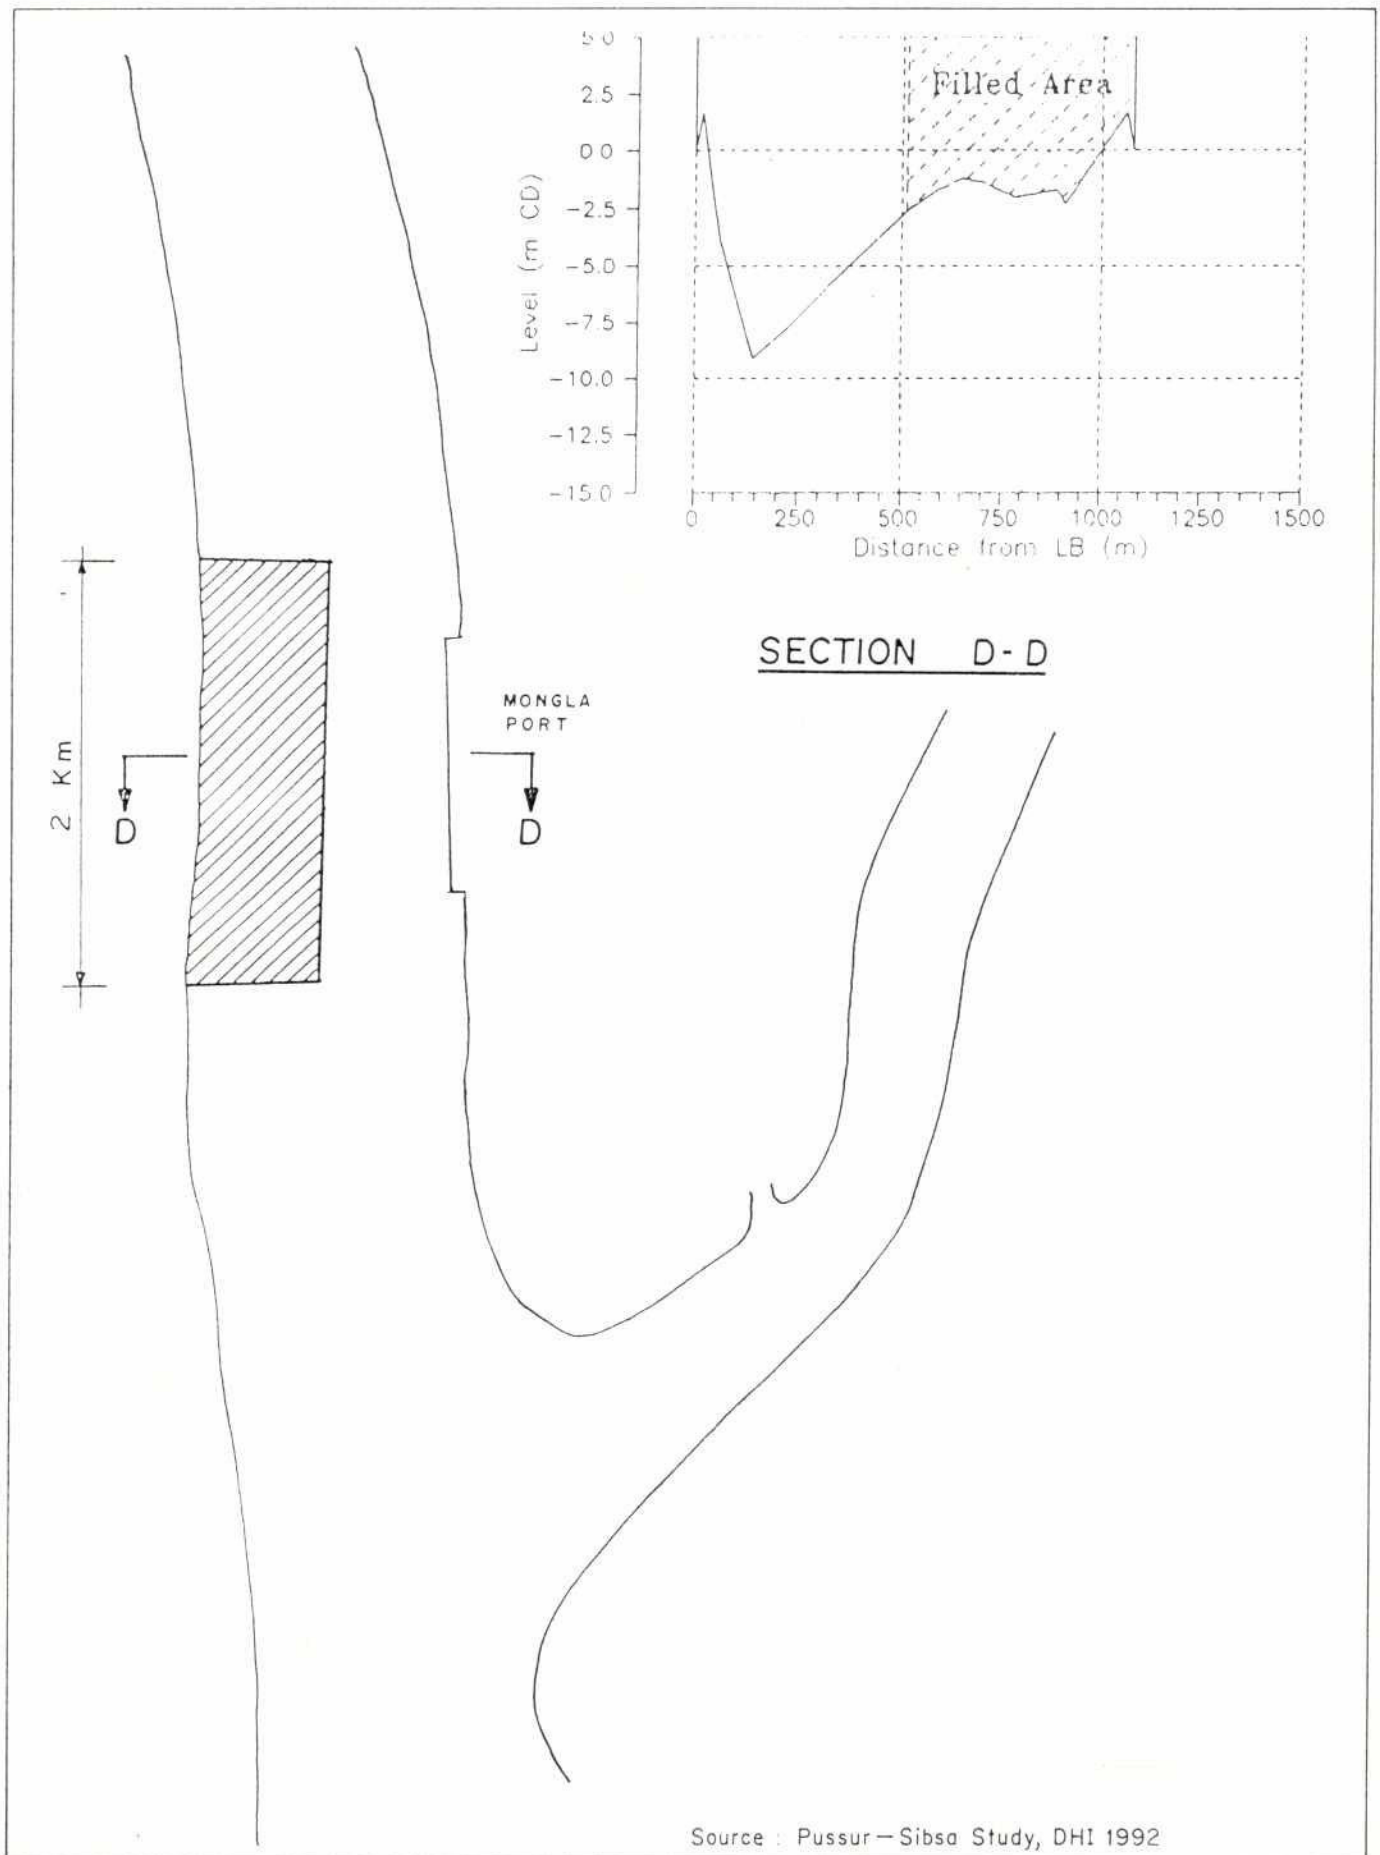 5.0
2.5
0.0
-2.5
-5.0
-7.5
-10.0
-12.5
-15.0
Level (m CD)
Filled Area
0 250 500 750 1000 1250 1500
Distance from LB (m)
SECTION D-D
MONGLA
PORT
2 Km
D
D
Source : Pussur-Sibsa Study, DHI 1992